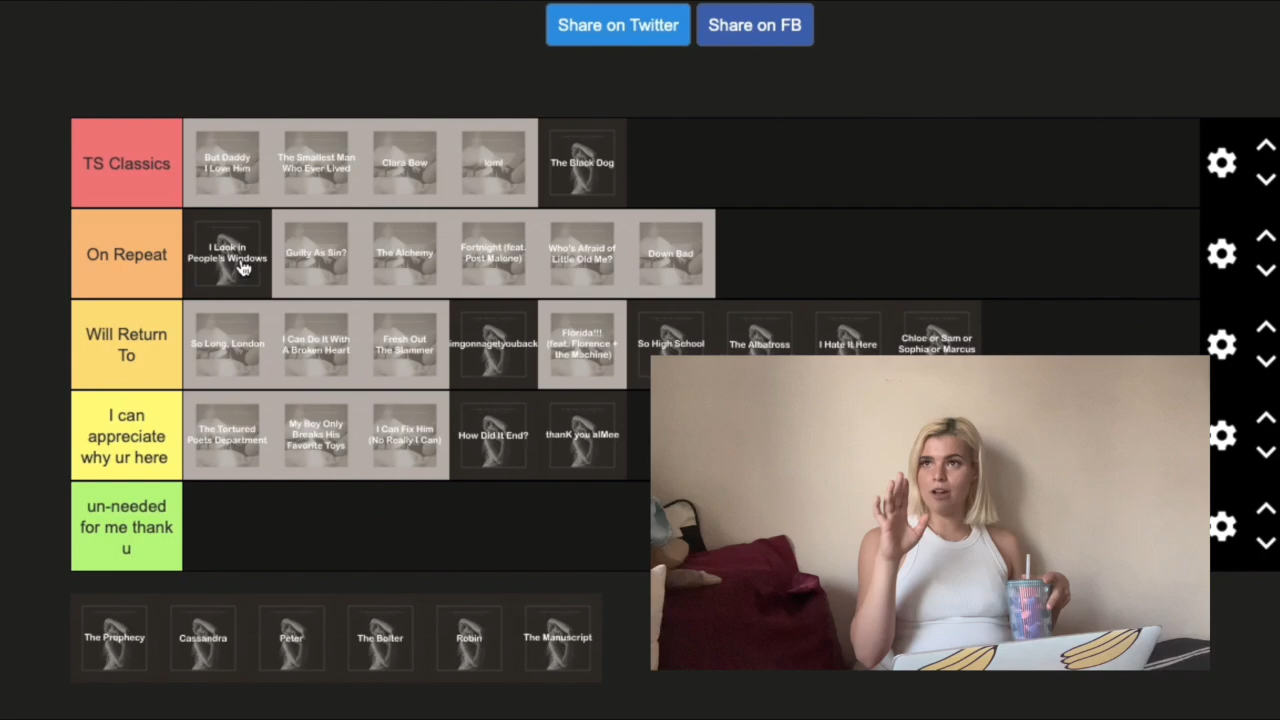 Share on Twitter
Share on FB
TS Classics
But Daddy
I Love Him
The Smallest Man
Who Ever Lived
Clara Bow
loml
The Black Dog
On Repeat
I Look in
People's Windows
Guilty As Sin?
The Alchemy
Fortnight (feat.
Post Malone)
Who's Afraid of
Little Old Me?
Down Bad
Will Return
To
So Long, London
I Can Do It With
A Broken Heart
Fresh Out
The Slammer
imgonnagetyouback
Florida!!!
(feat. Florence +
the Machine)
So High School
The Albatross
I Hate It Here
Chloe or Sam or
Sophia or Marcus
I can
appreciate
why ur here
The Tortured
Poets Department
My Boy Only
Breaks His
Favorite Toys
I Can Fix Him
(No Really I Can)
How Did It End?
thanK you aIMee
un-needed
for me thank
u
The Prophecy
Cassandra
Peter
The Bolter
Robin
The Manuscript